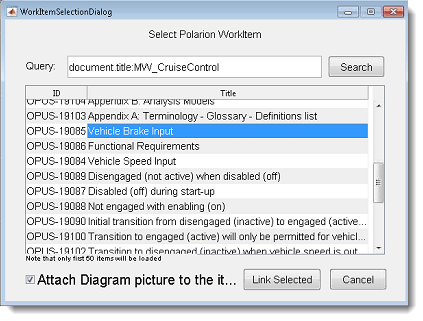 WorkItemSelectionDialog
Select Polarion WorkItem
Query: document.title:MW_CruiseControl Search
ID Title
OPUS-19104 Appendix B: Analysis Models
OPUS-19103 Appendix A: Terminology - Glossary - Definitions list
OPUS-19085 Vehicle Brake Input
OPUS-19086 Functional Requirements
OPUS-19084 Vehicle Speed Input
OPUS-19089 Disengaged (not active) when disabled (off)
OPUS-19087 Disabled (off) during start-up
OPUS-19088 Not engaged with enabling (on)
OPUS-19090 Initial transition from disengaged (inactive) to engaged (active...
OPUS-19100 Transition to engaged (active) will only be permitted for vehicl...
OPUS-19102 Transition to disengaged (inactive) when vehicle speed is out...
Note that only first 50 items will be loaded
Attach Diagram picture to the it... Link Selected Cancel